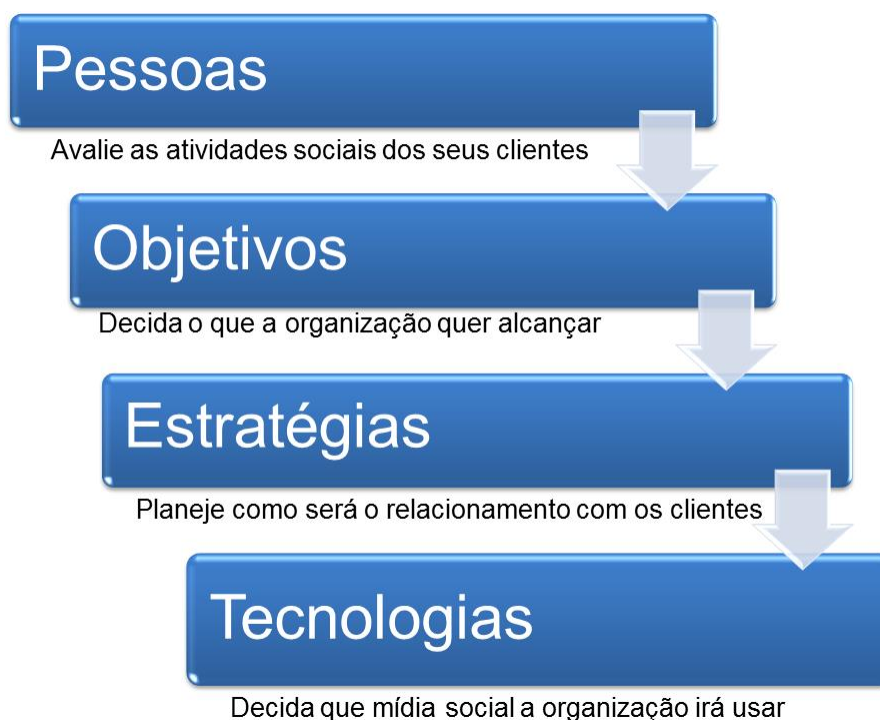 Pessoas
Avalie as atividades sociais dos seus clientes
Objetivos
Decida o que a organização quer alcançar
Estratégias
Planeje como será o relacionamento com os clientes
Tecnologias
Decida que mídia social a organização irá usar